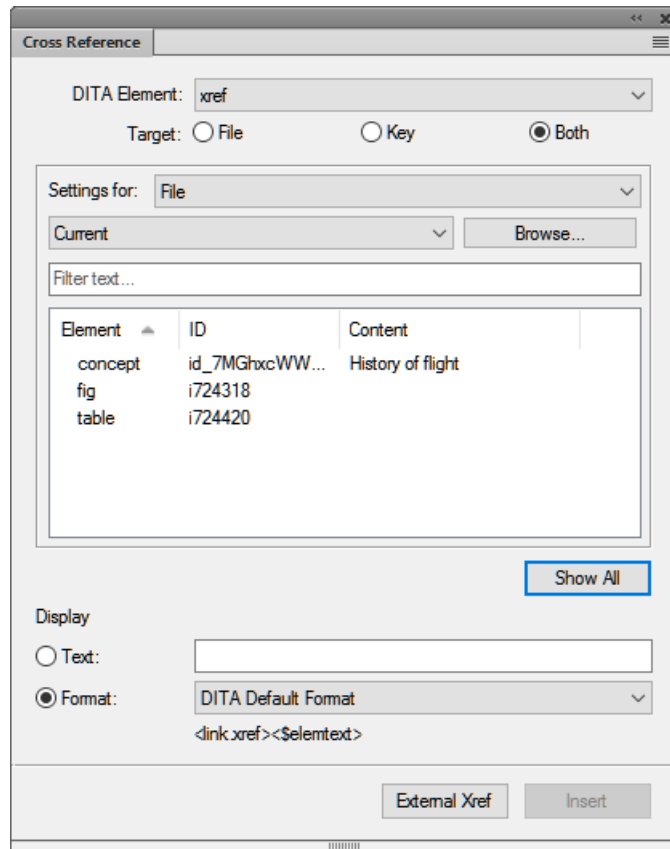 Cross Reference
DITA Element: xref
Target: File Key Both
Settings for: File
Current Browse...
Filter text...
Element ID Content
concept id_7MGhxcWW... History of flight
fig i724318
table i724420
Show All
Display
Text:
Format: DITA Default Format
<link.xref><$elemtext>
External Xref Insert